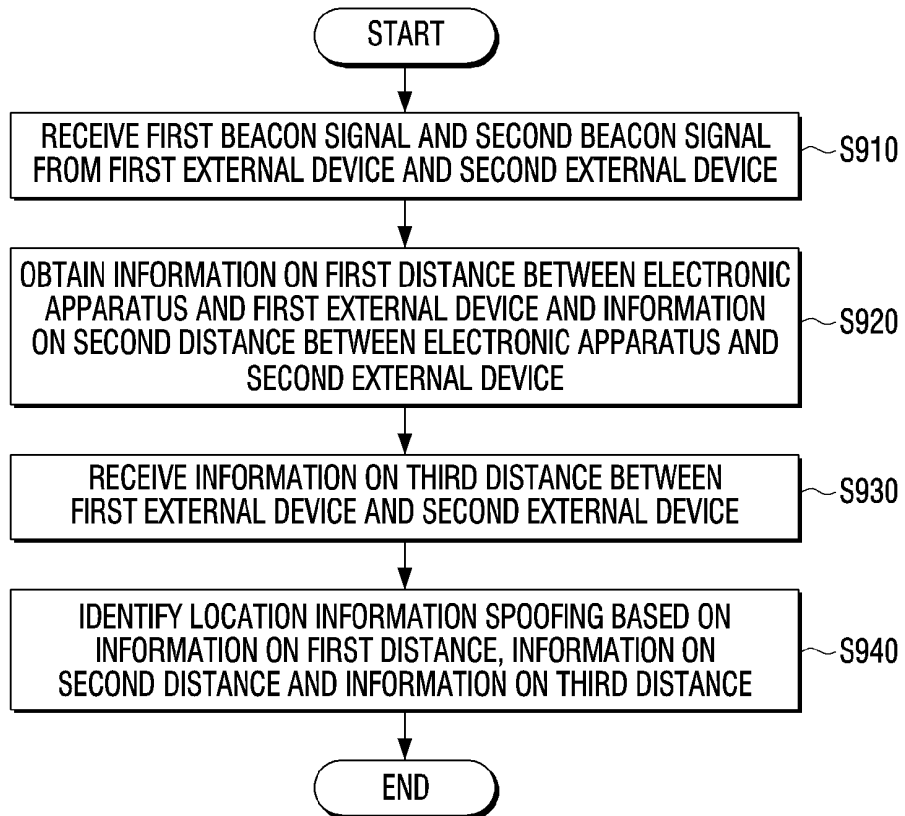 START
RECEIVE FIRST BEACON SIGNAL AND SECOND BEACON SIGNAL
FROM FIRST EXTERNAL DEVICE AND SECOND EXTERNAL DEVICE
S910
OBTAIN INFORMATION ON FIRST DISTANCE BETWEEN ELECTRONIC
APPARATUS AND FIRST EXTERNAL DEVICE AND INFORMATION
ON SECOND DISTANCE BETWEEN ELECTRONIC APPARATUS AND
SECOND EXTERNAL DEVICE
S920
RECEIVE INFORMATION ON THIRD DISTANCE BETWEEN
FIRST EXTERNAL DEVICE AND SECOND EXTERNAL DEVICE
S930
IDENTIFY LOCATION INFORMATION SPOOFING BASED ON
INFORMATION ON FIRST DISTANCE, INFORMATION ON
SECOND DISTANCE AND INFORMATION ON THIRD DISTANCE
S940
END